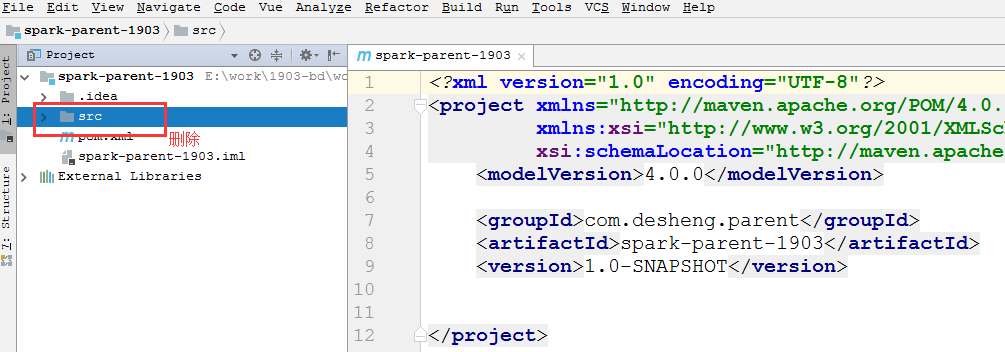 File Edit View Navigate Code Vue Analyze Refactor Build Run Tools VCS Window Help
spark-parent-1903 src
Project
spark-parent-1903
1: Project
7: Structure
spark-parent-1903 E:\work\1903-bd\wo
.idea
src
删除
pom.xml
spark-parent-1903.iml
External Libraries
1 <?xml version="1.0" encoding="UTF-8"?>
2 <project xmlns="http://maven.apache.org/POM/4.0.
3 xmlns:xsi="http://www.w3.org/2001/XMLSc
4 xsi:schemaLocation="http://maven.apache
5 <modelVersion>4.0.0</modelVersion>
6
7 <groupId>com.desheng.parent</groupId>
8 <artifactId>spark-parent-1903</artifactId>
9 <version>1.0-SNAPSHOT</version>
10
11
12 </project>